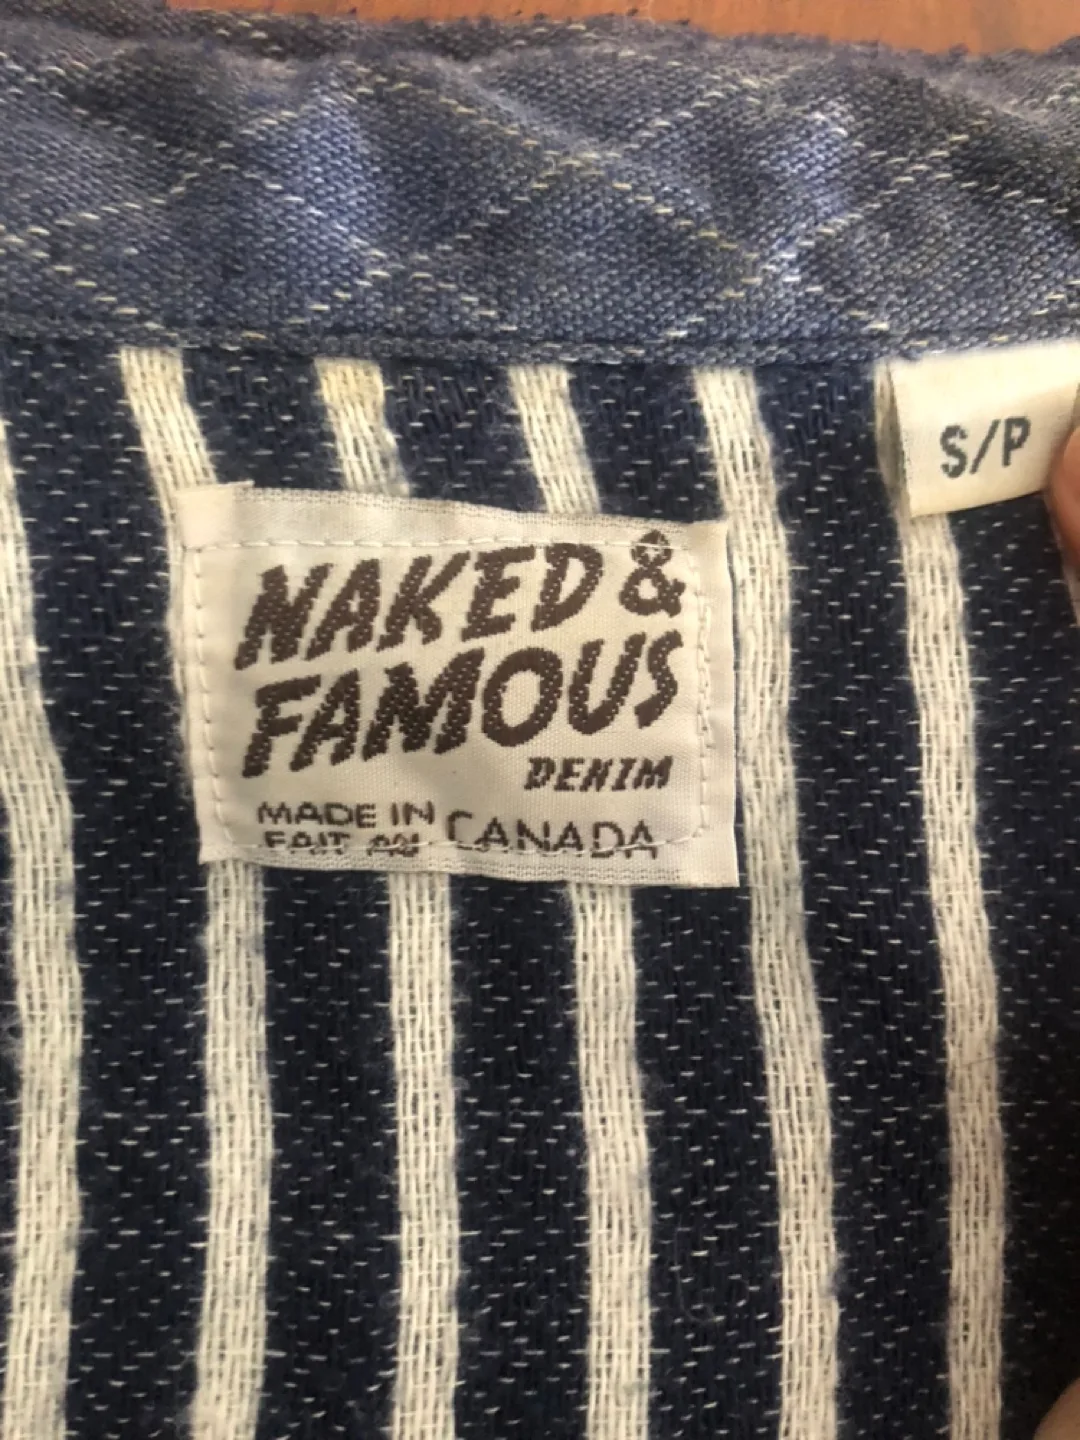 NAKED &
FAMOUS
DENIM
MADE IN
FAIT AU CANADA
S/P